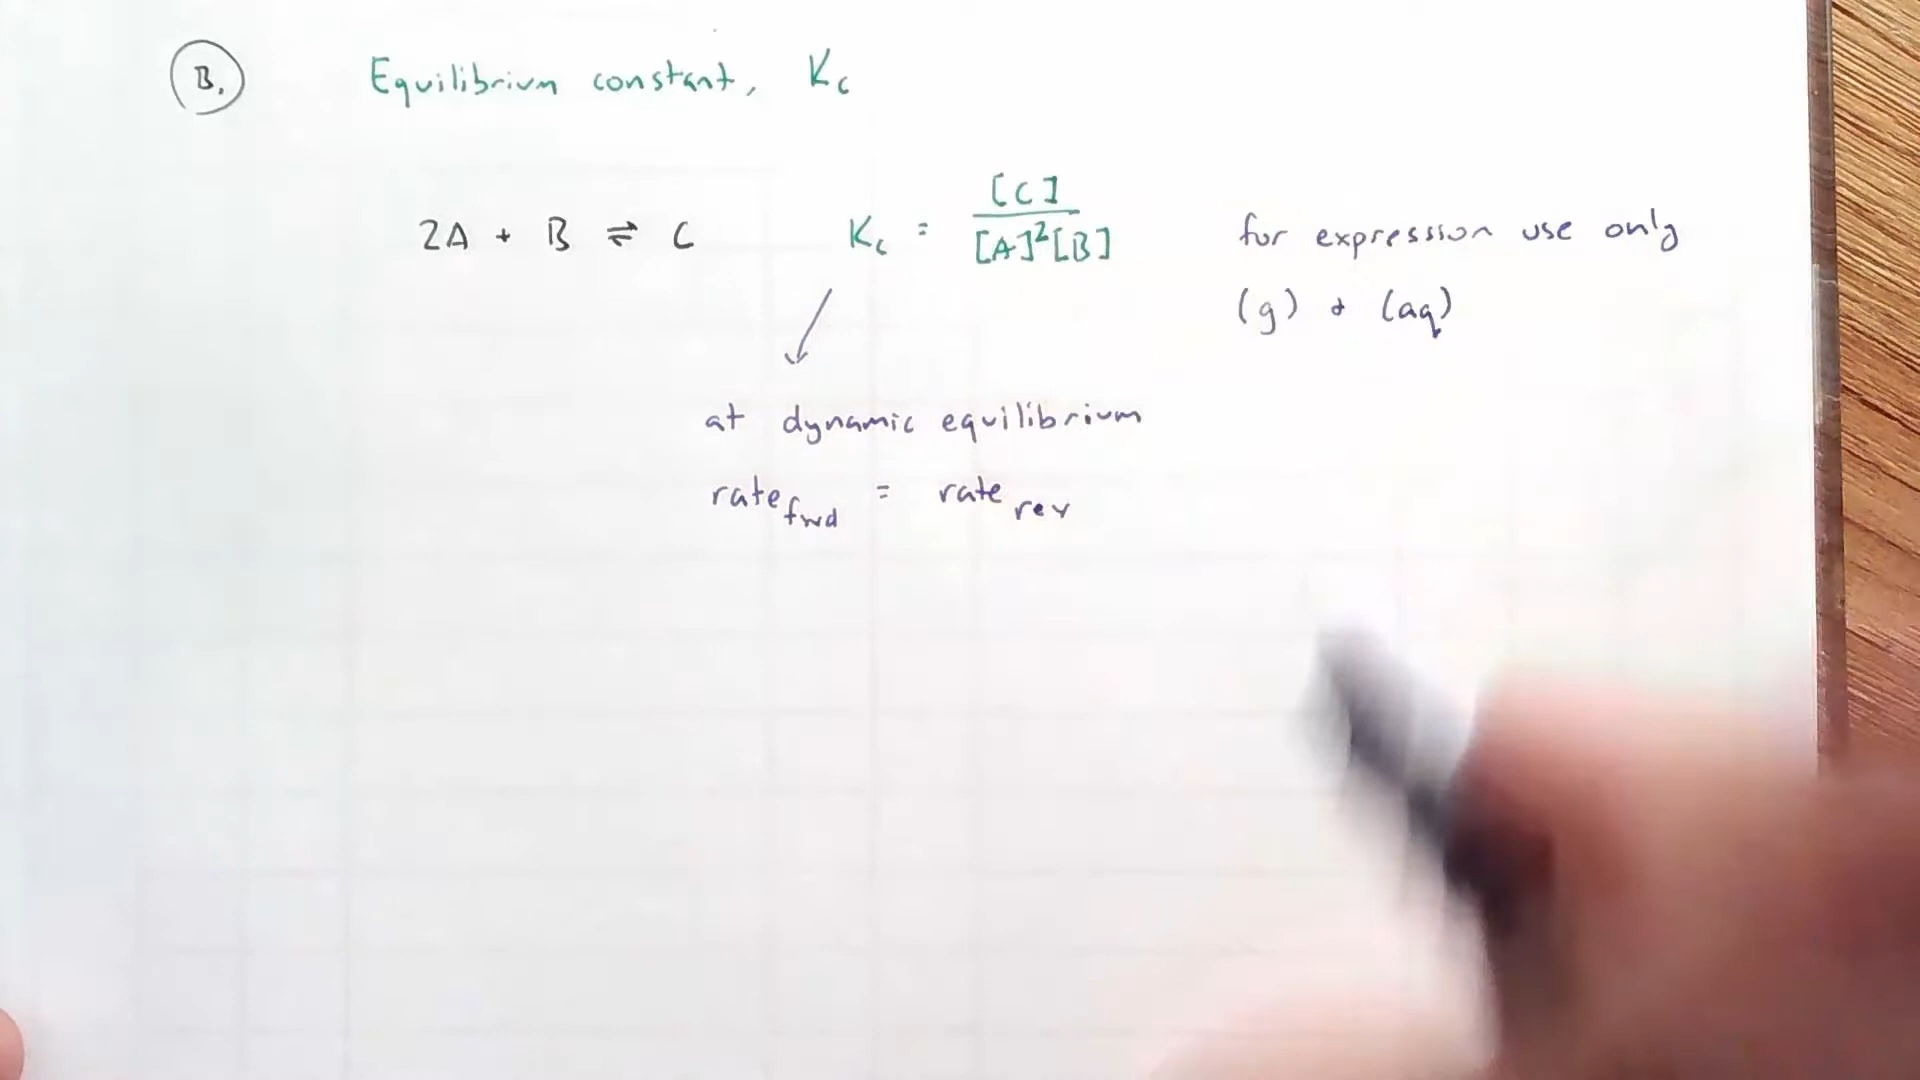 B.
Equilibrium constant, Kc
2A + B ⇌ C
Kc = [C] / [A]²[B]
for expression use only
(g) & (aq)
at dynamic equilibrium
rate fwd = rate rev